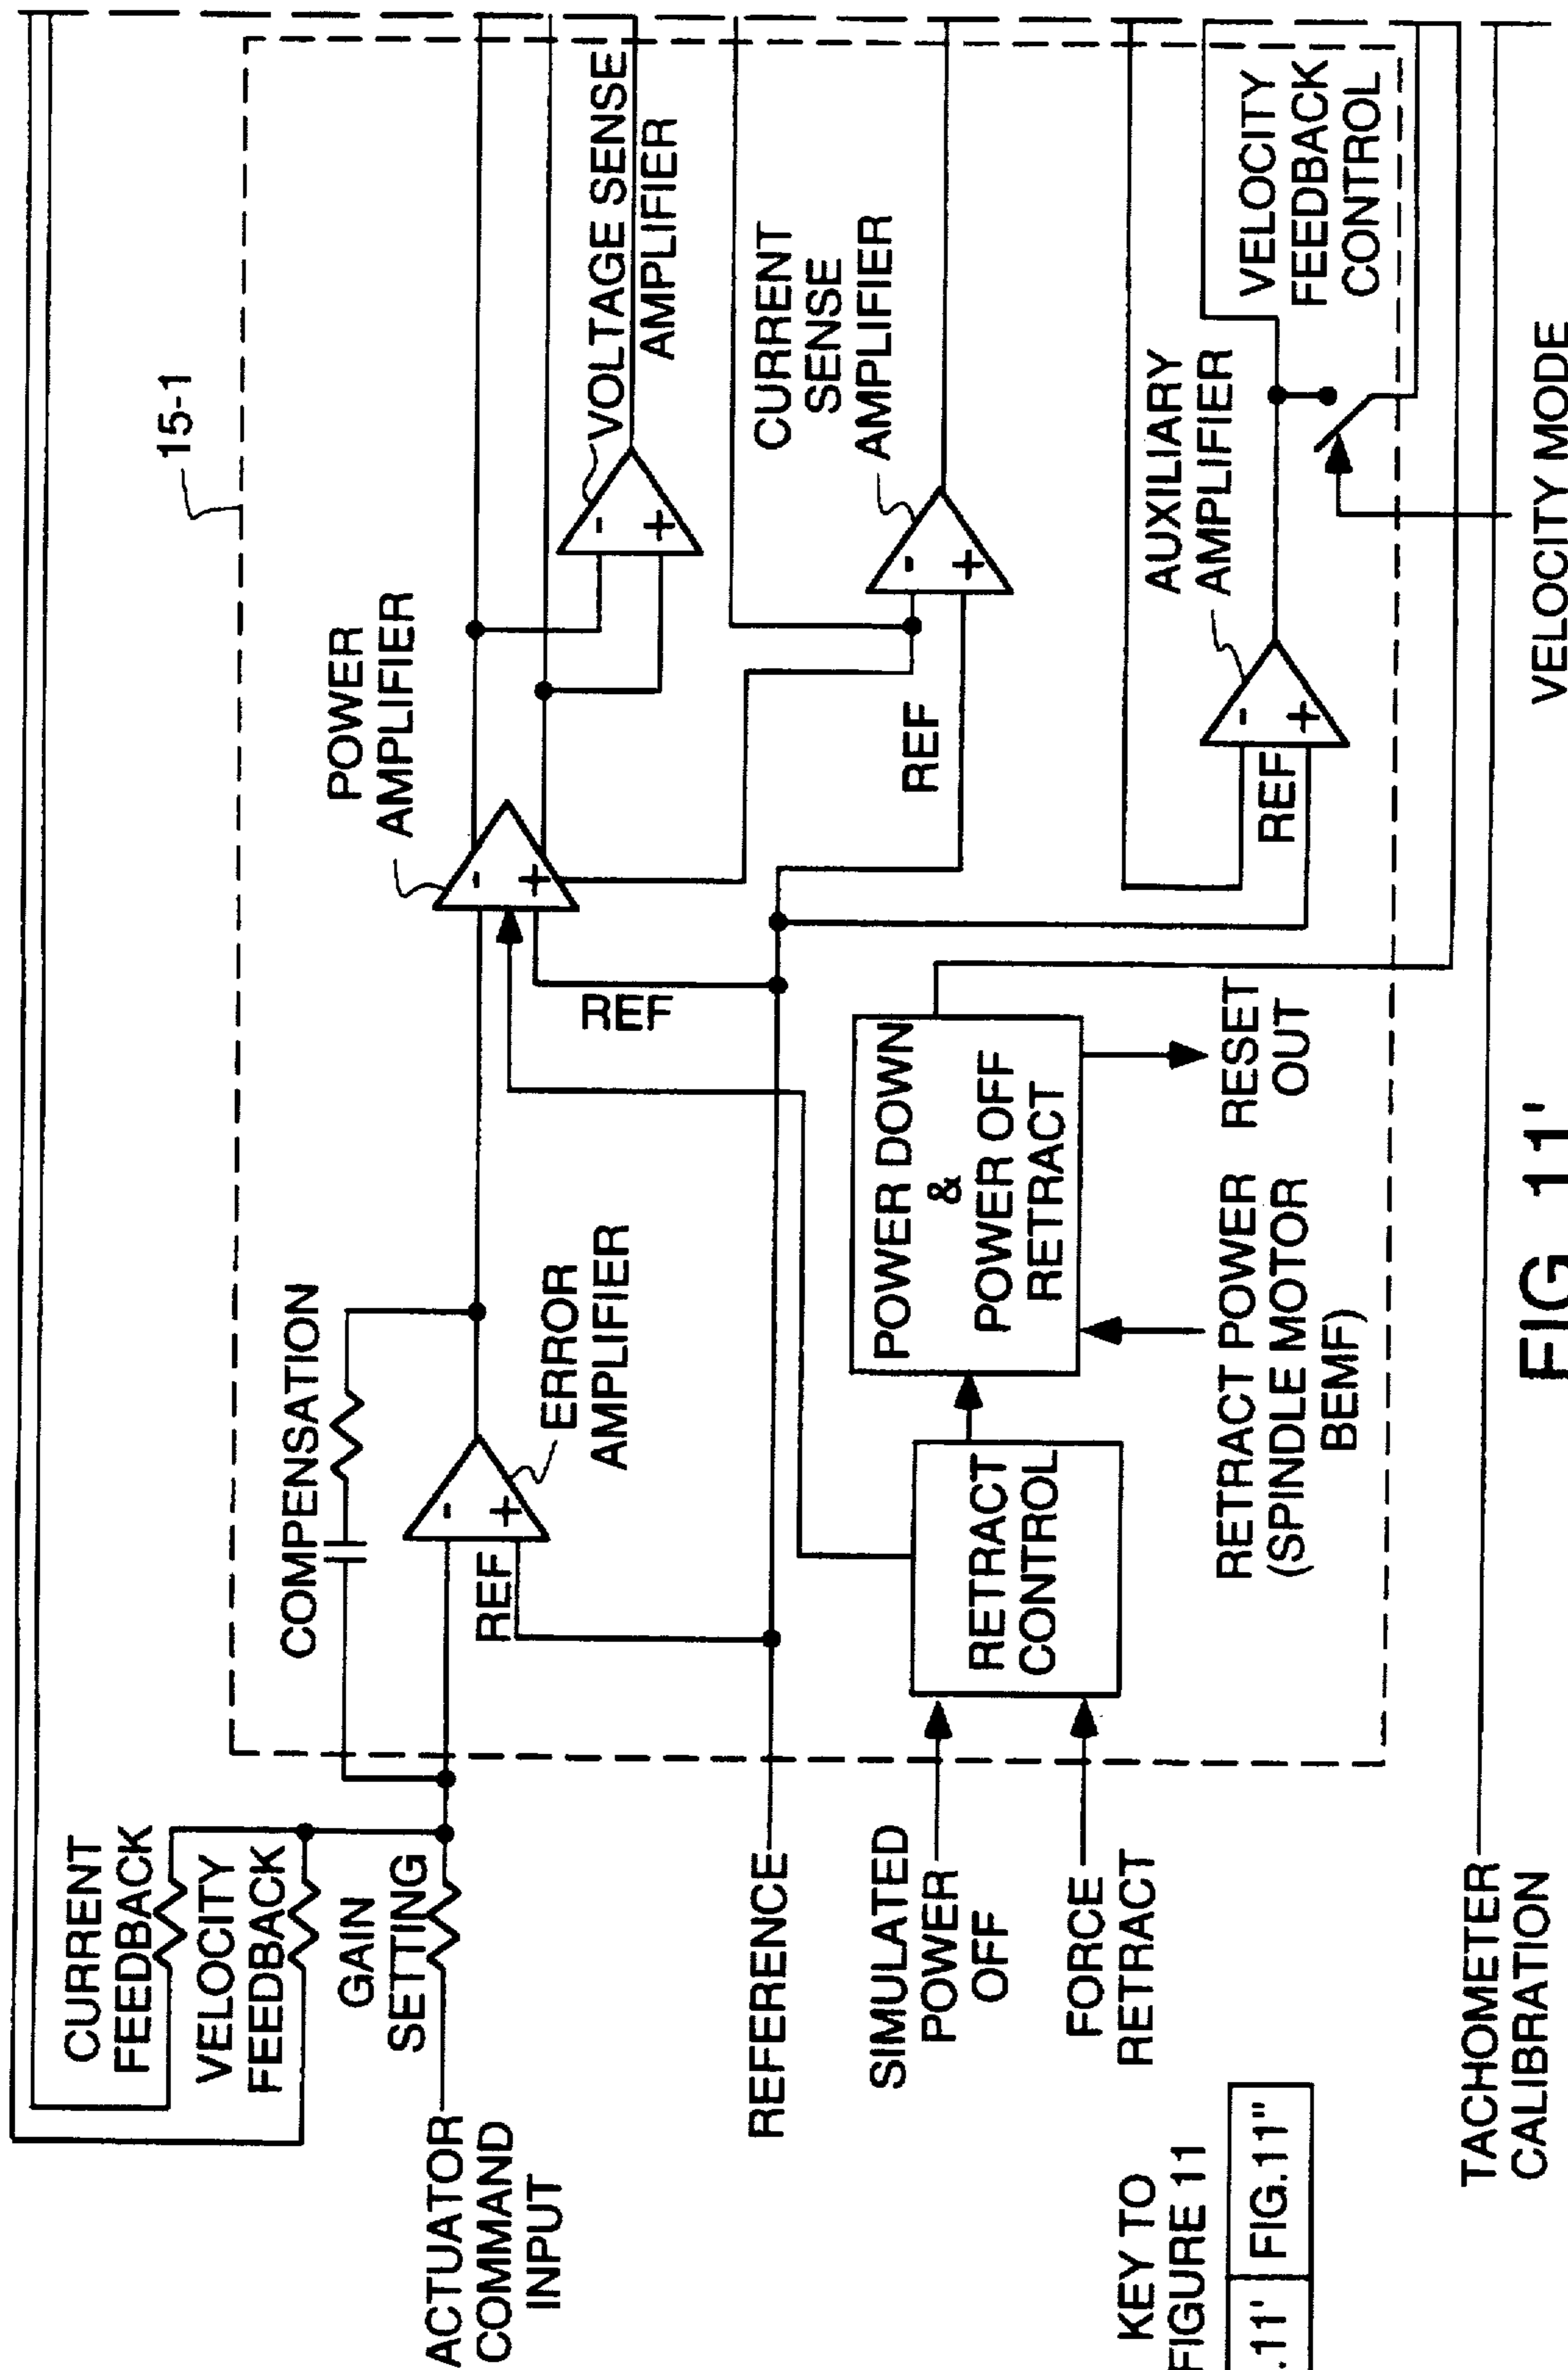 CURRENT
FEEDBACK
VELOCITY
FEEDBACK
GAIN
SETTING
ACTUATOR
COMMAND
INPUT
REFERENCE
SIMULATED
POWER
OFF
FORCE
RETRACT
TACHOMETER
CALIBRATION
KEY TO
FIGURE 11
.11' FIG.11"
15-1
COMPENSATION
-
+
REF
ERROR
AMPLIFIER
RETRACT
CONTROL
POWER DOWN
&
POWER OFF
RETRACT
RETRACT POWER
(SPINDLE MOTOR
BEMF)
RESET
OUT
POWER
AMPLIFIER
-
+
REF
VOLTAGE SENSE
AMPLIFIER
-
+
CURRENT
SENSE
AMPLIFIER
-
+
REF
AUXILIARY
AMPLIFIER
-
+
REF
VELOCITY
FEEDBACK
CONTROL
VELOCITY MODE
FIG. 11'